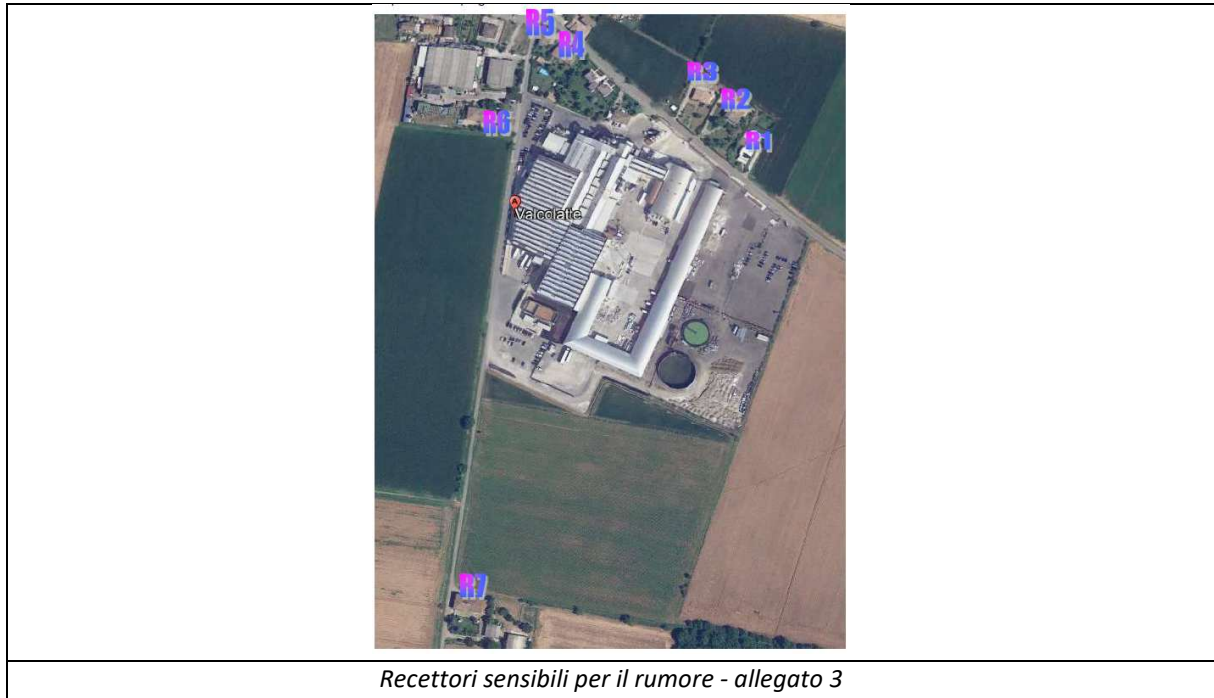 R5
R4
R3
R2
R1
R6
A
Valcolatte
R7
Recettori sensibili per il rumore - allegato 3